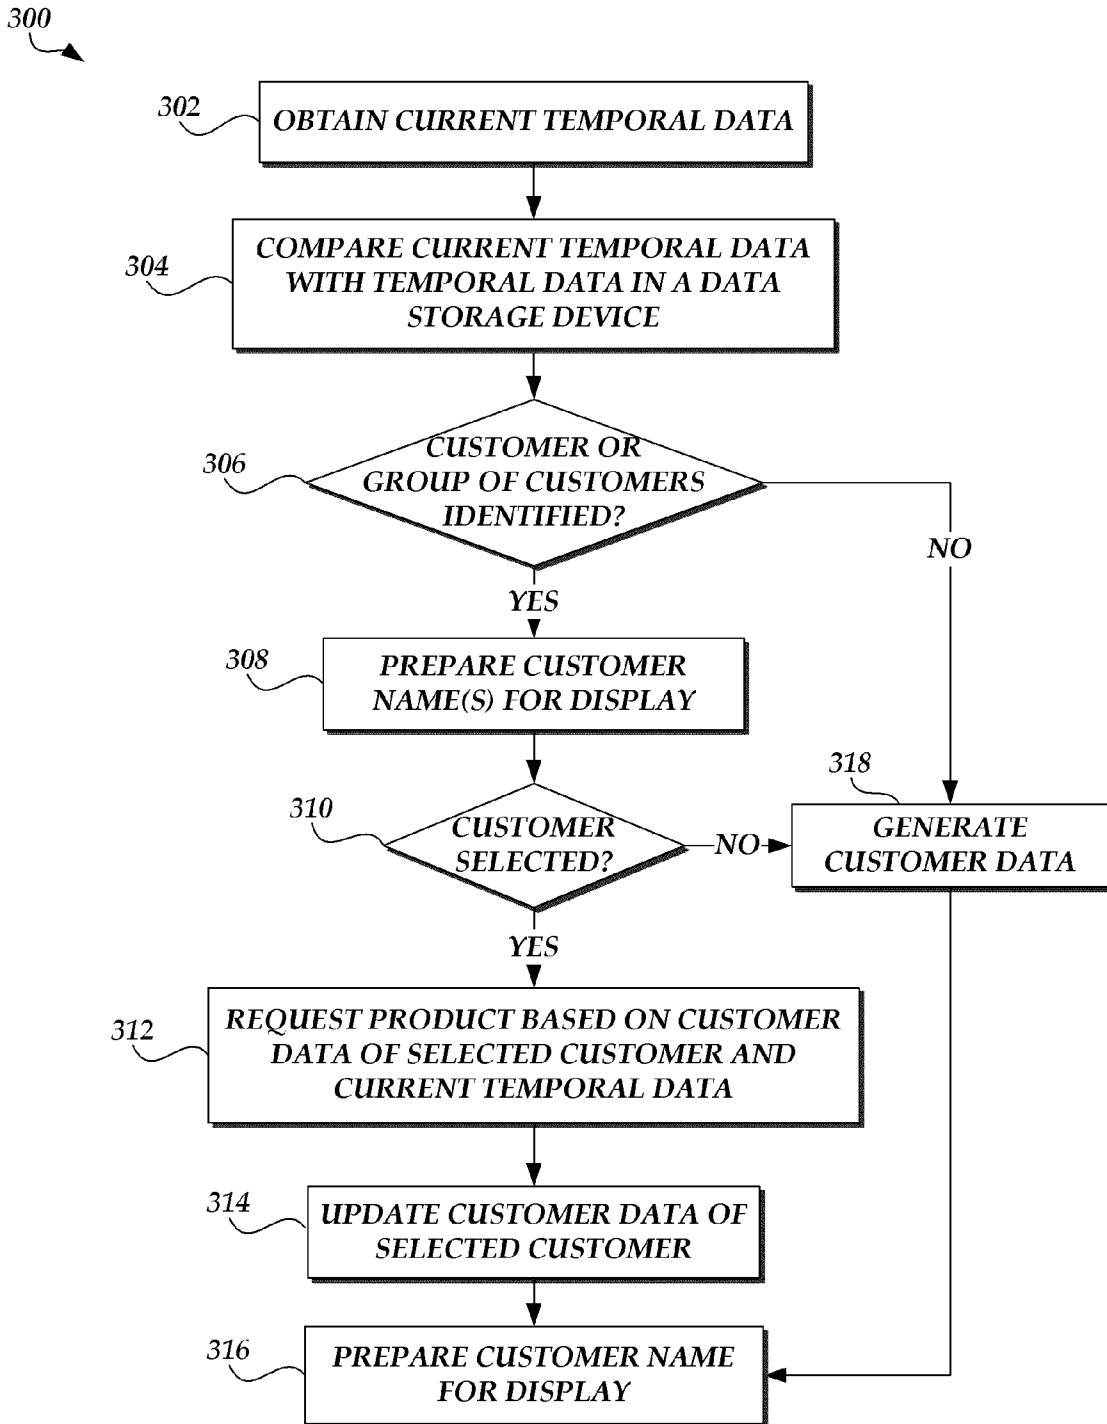 300
302
OBTAIN CURRENT TEMPORAL DATA
304
COMPARE CURRENT TEMPORAL DATA
WITH TEMPORAL DATA IN A DATA
STORAGE DEVICE
306
CUSTOMER OR
GROUP OF CUSTOMERS
IDENTIFIED?
NO
YES
308
PREPARE CUSTOMER
NAME(S) FOR DISPLAY
310
CUSTOMER
SELECTED?
NO
318
GENERATE
CUSTOMER DATA
YES
312
REQUEST PRODUCT BASED ON CUSTOMER
DATA OF SELECTED CUSTOMER AND
CURRENT TEMPORAL DATA
314
UPDATE CUSTOMER DATA OF
SELECTED CUSTOMER
316
PREPARE CUSTOMER NAME
FOR DISPLAY